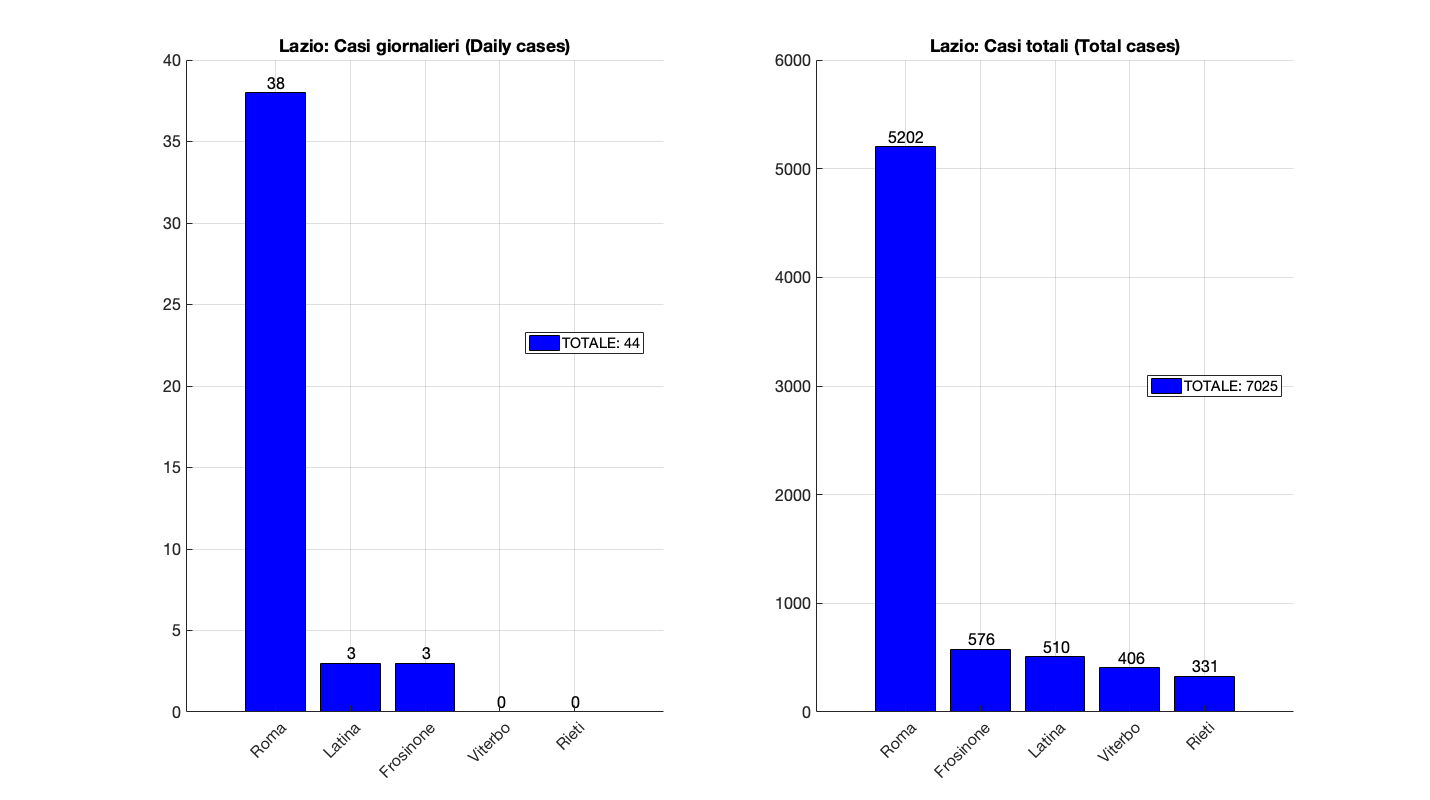 Lazio: Casi giornalieri (Daily cases)
40
35
30
25
20
15
10
5
0
38
3
3
0
0
TOTALE: 44
Roma
Latina
Frosinone
Viterbo
Rieti
Lazio: Casi totali (Total cases)
6000
5000
4000
3000
2000
1000
0
5202
576
510
406
331
TOTALE: 7025
Roma
Frosinone
Latina
Viterbo
Rieti